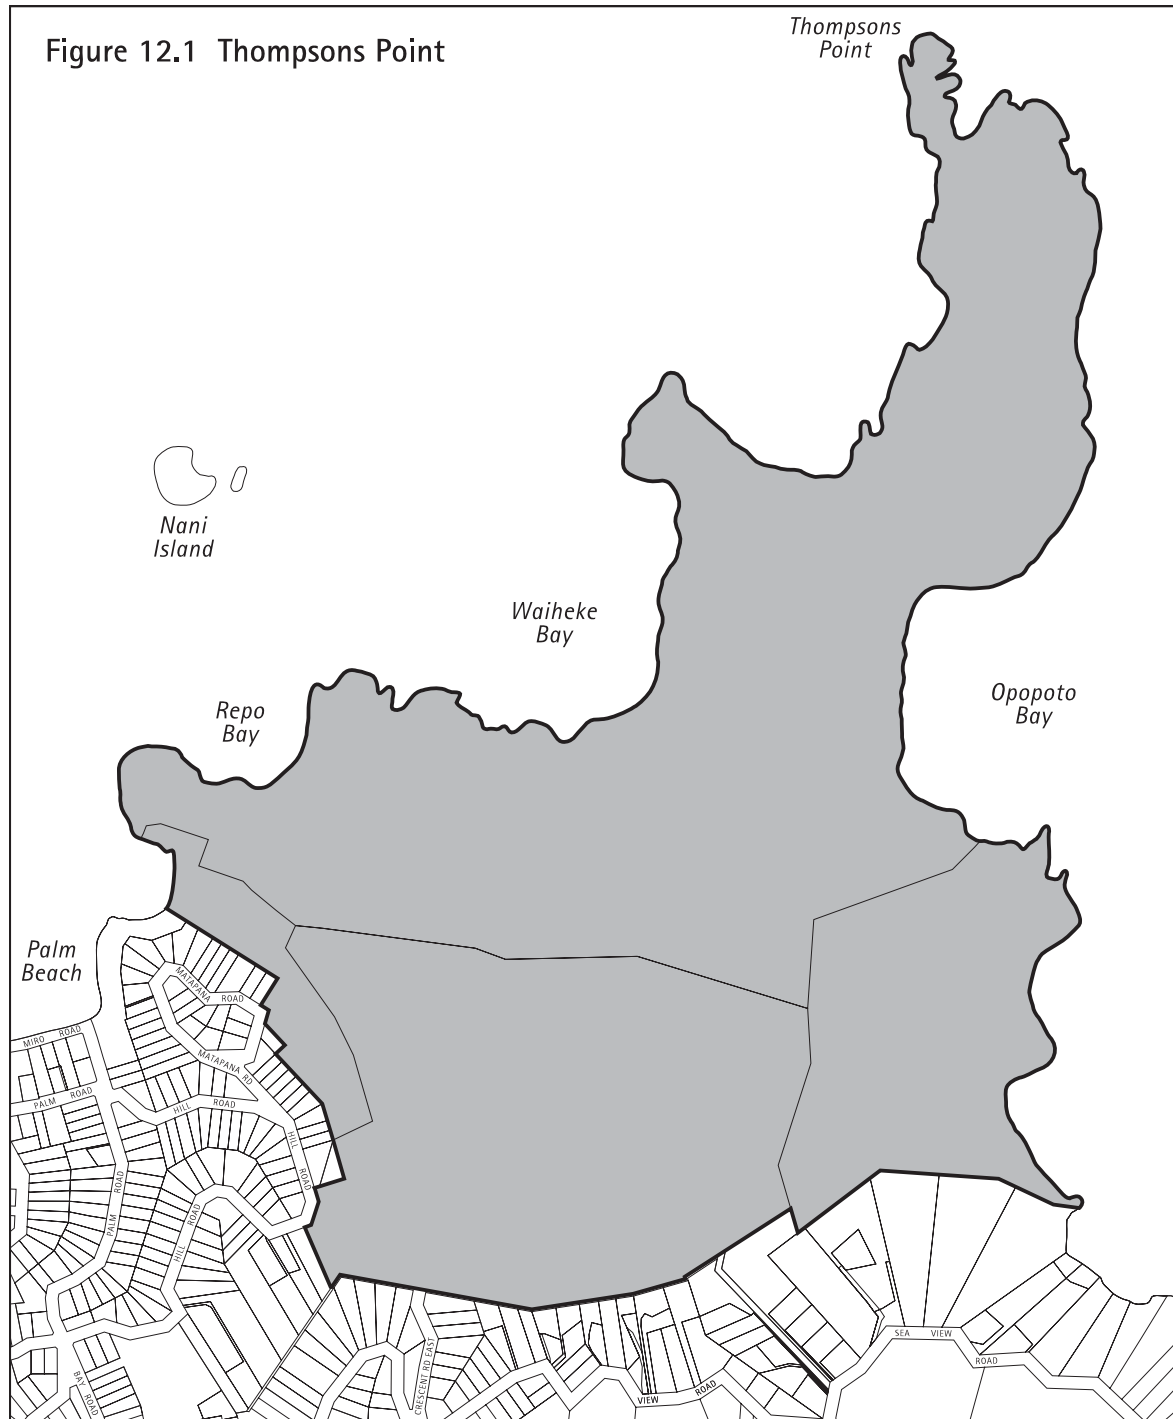 Figure 12.1 Thompsons Point
Thompsons
Point
Nani
Island
Waiheke
Bay
Repo
Bay
Opopoto
Bay
Palm
Beach
MATAPANA
ROAD
MIRO ROAD
MATAPANA RD
PALM ROAD
HILL ROAD
HILL
ROAD
PALM ROAD
HILL ROAD
SEA VIEW
ROAD
CRESCENT RD EAST
BAY ROAD
VIEW ROAD